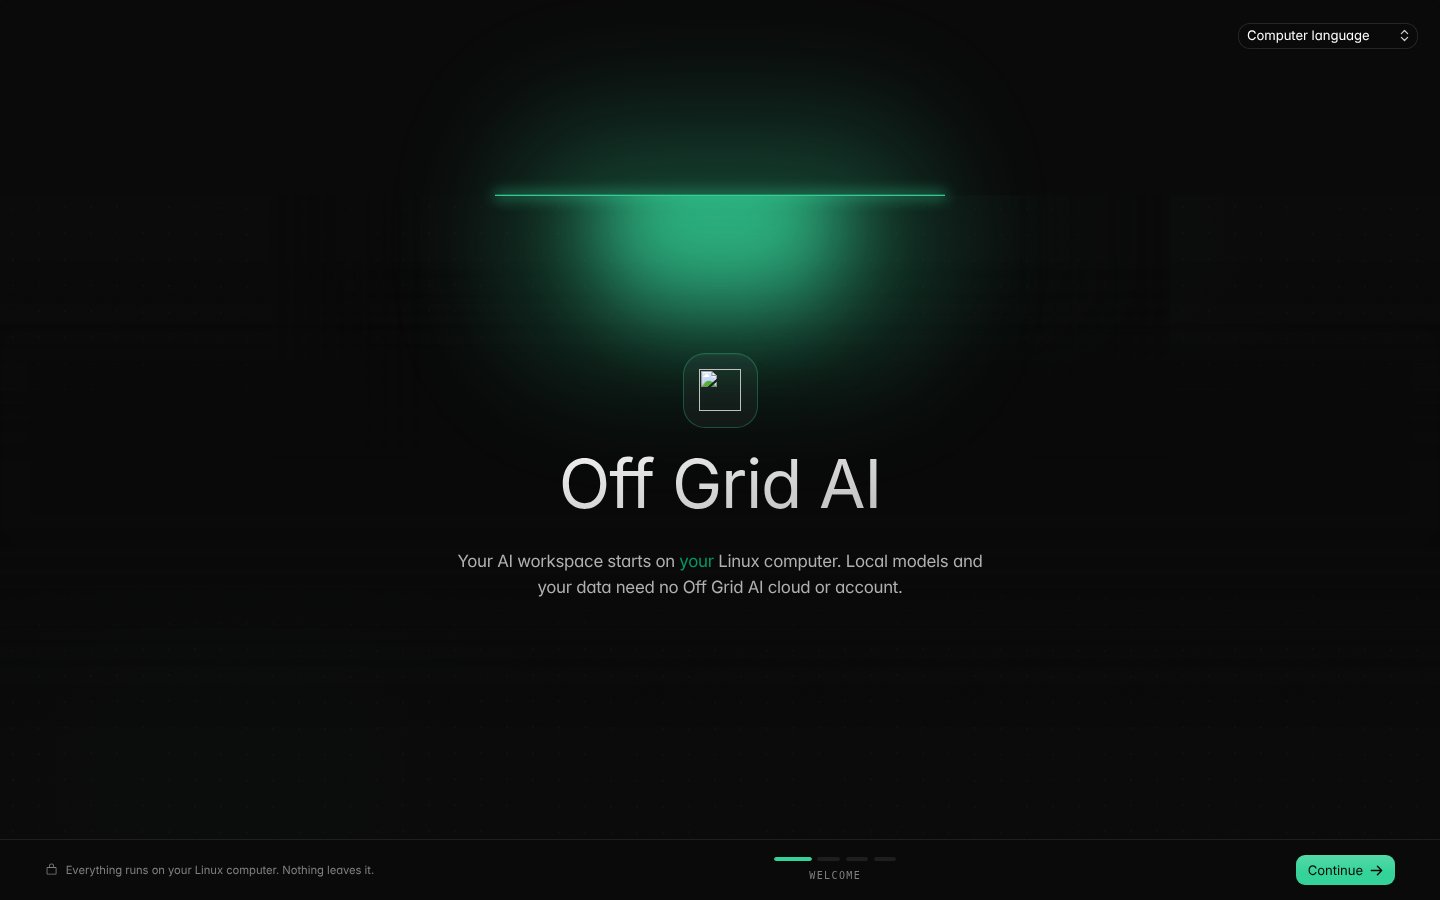 Computer language
Off Grid AI
Your AI workspace starts on your Linux computer. Local models and
your data need no Off Grid AI cloud or account.
Everything runs on your Linux computer. Nothing leaves it.
WELCOME
Continue